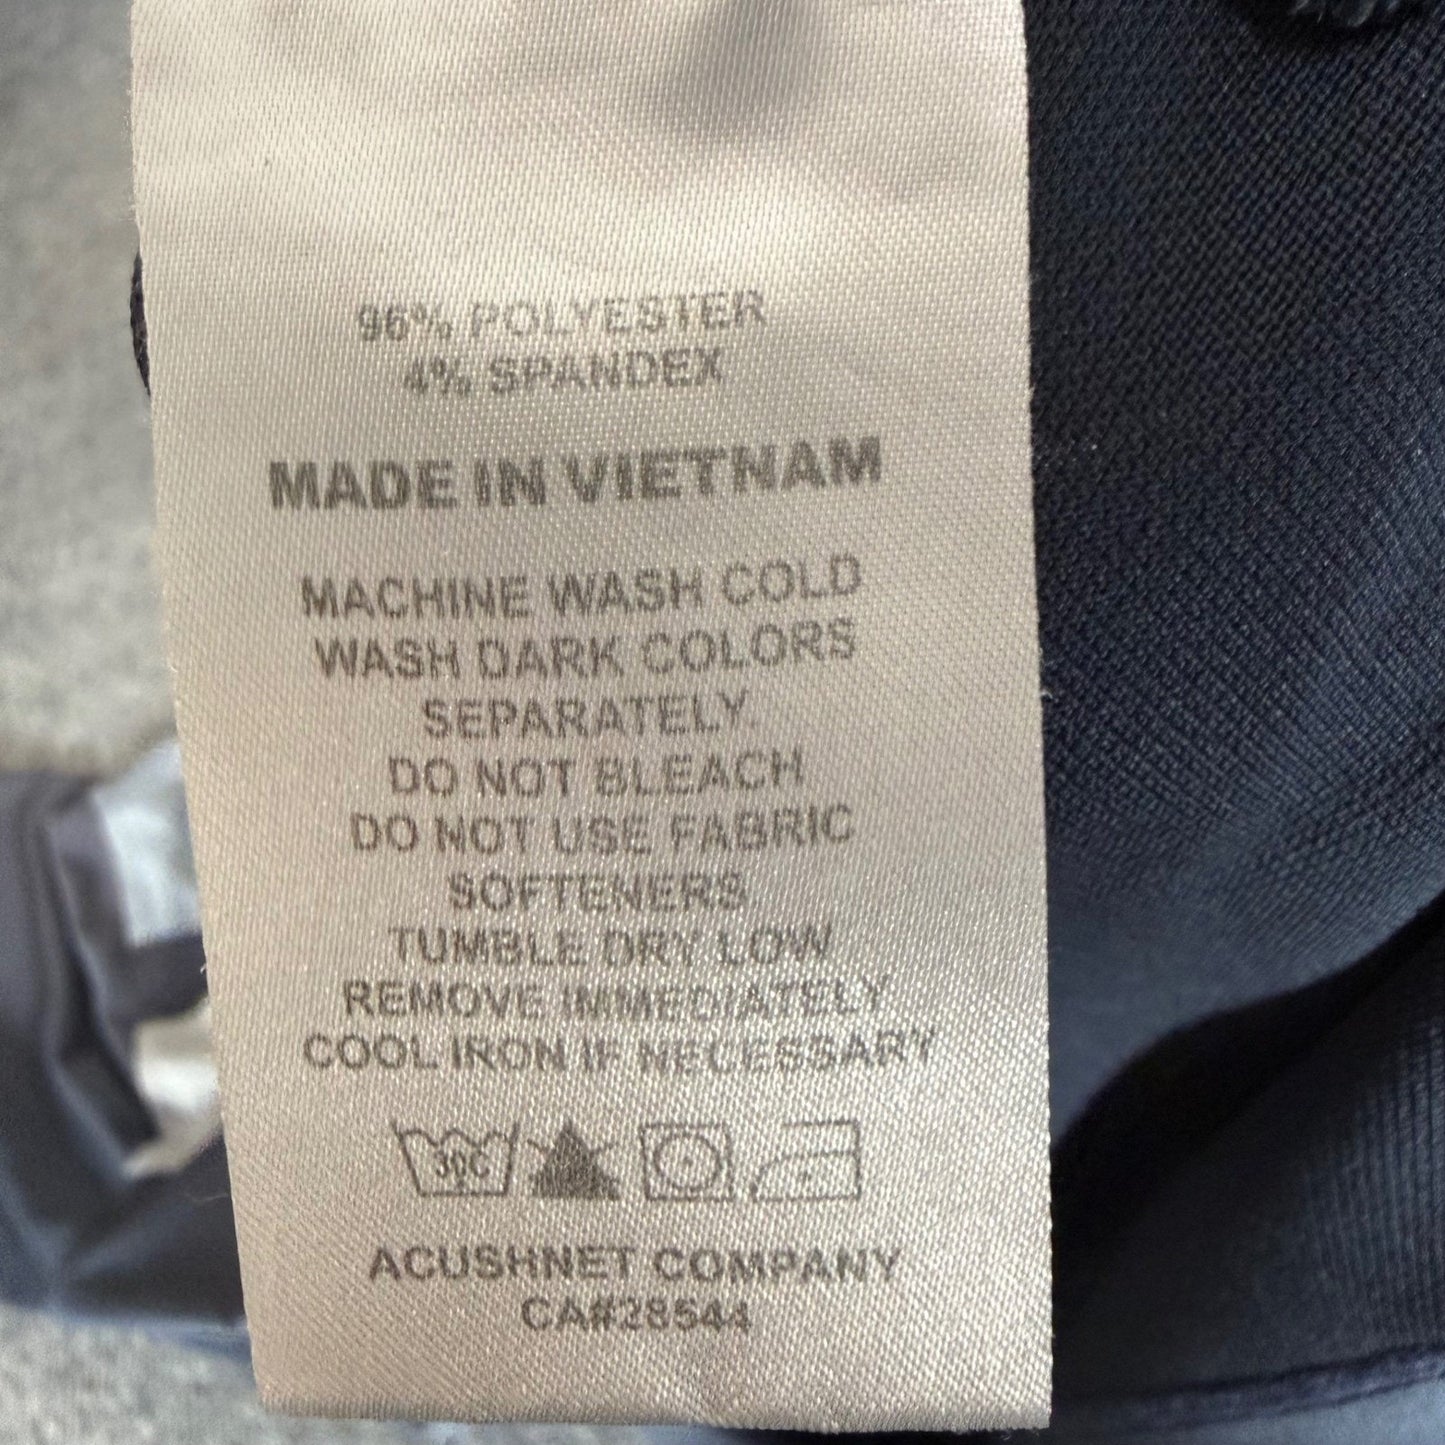 96% POLYESTER
4% SPANDEX
MADE IN VIETNAM
MACHINE WASH COLD
WASH DARK COLORS
SEPARATELY.
DO NOT BLEACH
DO NOT USE FABRIC
SOFTENERS
TUMBLE DRY LOW
REMOVE IMMEDIATELY
COOL IRON IF NECESSARY
30C
ACUSHNET COMPANY
CA#28544